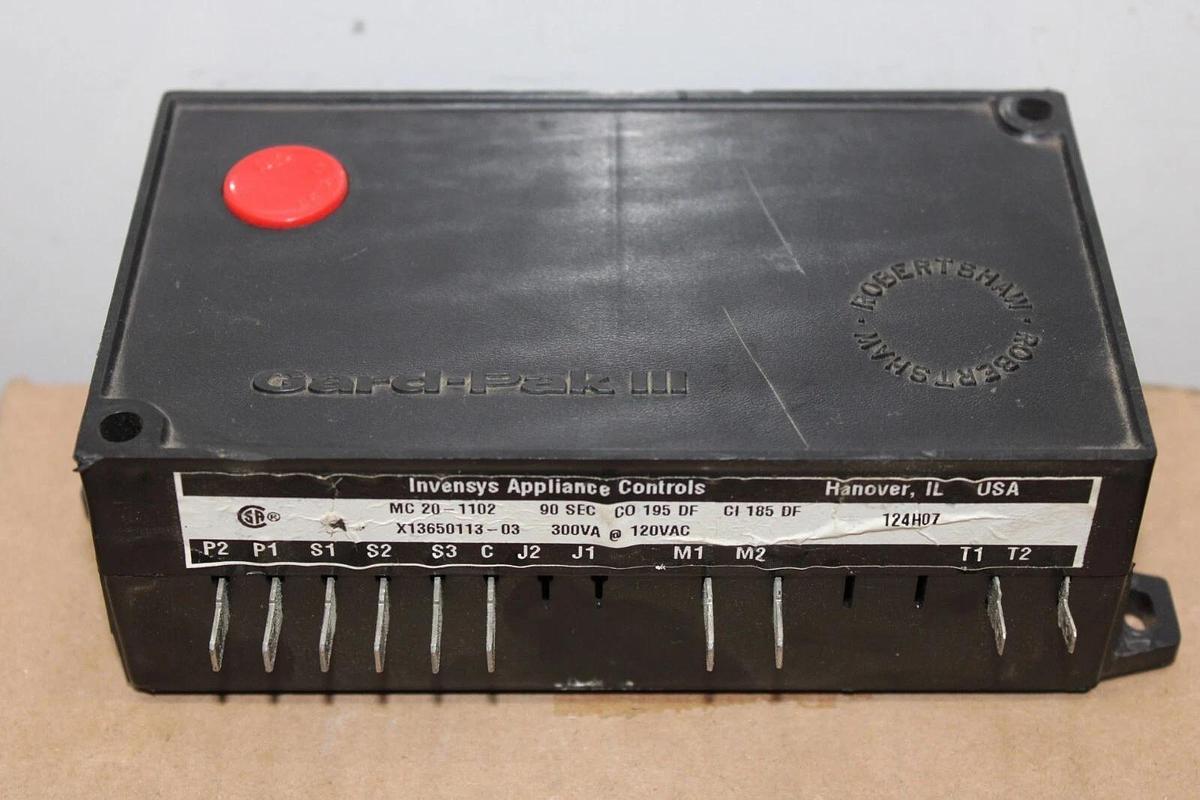 ROBERTSHAW · ROBERTSHAW ·
Gard-Pak III
Invensys Appliance Controls Hanover, IL USA
SA ®
MC 20-1102 90 SEC CO 195 DF CI 185 DF
X13650113-03 300VA @ 120VAC
124H07
P2 P1 S1 S2 S3 C J2 J1 M1 M2 T1 T2